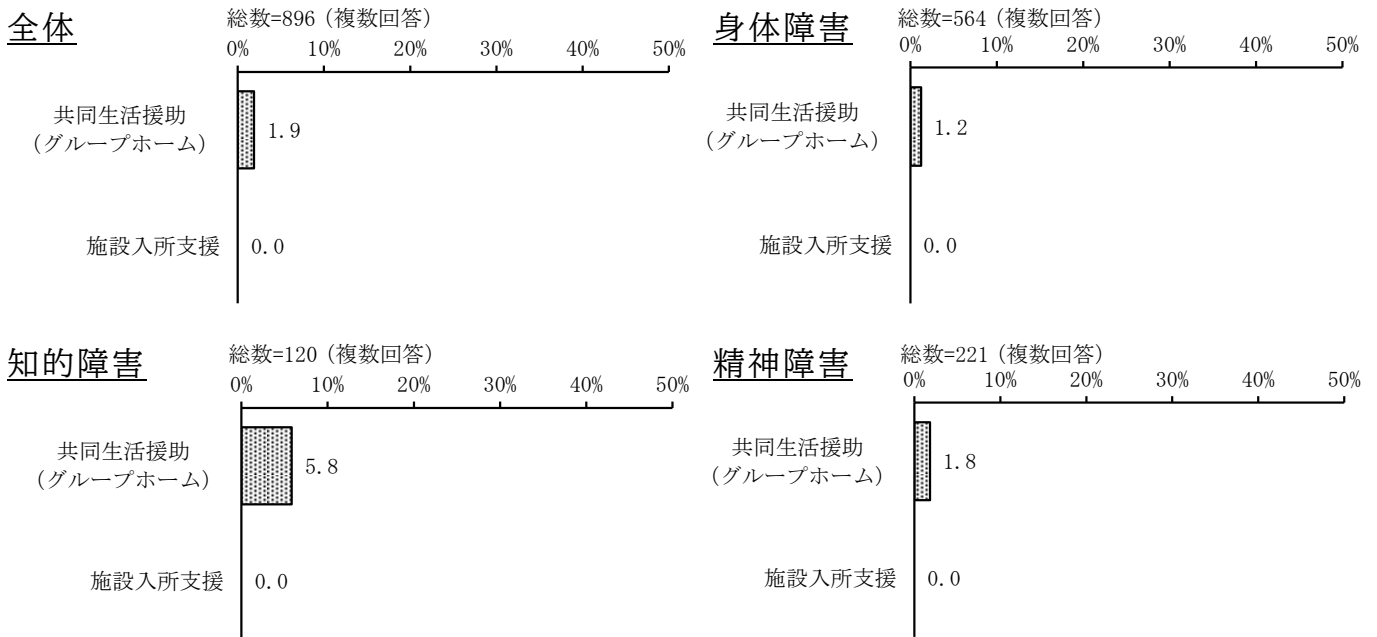 全体
総数=896（複数回答）
0% 10% 20% 30% 40% 50%
共同生活援助
（グループホーム）
1.9
施設入所支援
0.0
身体障害
総数=564（複数回答）
0% 10% 20% 30% 40% 50%
共同生活援助
（グループホーム）
1.2
施設入所支援
0.0
知的障害
総数=120（複数回答）
0% 10% 20% 30% 40% 50%
共同生活援助
（グループホーム）
5.8
施設入所支援
0.0
精神障害
総数=221（複数回答）
0% 10% 20% 30% 40% 50%
共同生活援助
（グループホーム）
1.8
施設入所支援
0.0